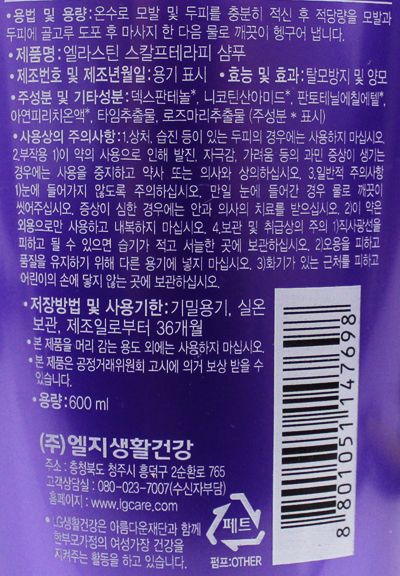 •용법 및 용량:온수로 모발 및 두피를 충분히 적신 후 적당량을 모발과
두피에 골고루 도포 후 마사지 한 다음 물로 깨끗이 헹구어 냅니다.
•제품명:엘라스틴 스칼프테라피 샴푸
•제조번호 및 제조년월일:용기 표시 •효능 및 효과:탈모방지 및 양모
•주성분 및 기타성분:덱스판테놀*, 니코틴산아미드*, 판토테닐에칠에텔*,
아연피리치온액*, 타임추출물, 로즈마리추출물 (주성분 * 표시)
•사용상의 주의사항:1.상처, 습진 등이 있는 두피의 경우에는 사용하지 마십시오
2.부작용 1)이 약의 사용으로 인해 발진, 자극감, 가려움 등의 과민 증상이 생기는
경우에는 사용을 중지하고 약사 또는 의사와 상의하십시오. 3.일반적 주의사항
1)눈에 들어가지 않도록 주의하십시오. 만일 눈에 들어간 경우 물로 깨끗이
씻어주십시오. 증상이 심한 경우에는 안과 의사의 치료를 받으십시오. 2)이 약은
외용으로만 사용하고 내복하지 마십시오. 4.보관 및 취급상의 주의 1)직사광선을
피하고 될 수 있으면 습기가 적고 서늘한 곳에 보관하십시오. 2)오용을 피하고
품질을 유지하기 위해 다른 용기에 넣지 마십시오. 3)화기가 있는 근처를 피하고
어린이의 손에 닿지 않는 곳에 보관하십시오.
•저장방법 및 사용기한:기밀용기, 실온
보관, 제조일로부터 36개월
•본 제품을 머리 감는 용도 외에는 사용하지 마십시오.
•본 제품은 공정거래위원회 고시에 의거 보상 받을 수
있습니다.
•용량:600 ml
(주)엘지생활건강
주소 : 충청북도 청주시 흥덕구 2순환로 765
고객상담실 : 080-023-7007(수신자부담)
홈페이지 : www.lgcare.com
•LG생활건강은 아름다운재단과 함께
한부모가정의 여성가장 건강을
지켜주는 활동을 하고 있습니다.
페트
펌프:OTHER
8 801051 147698